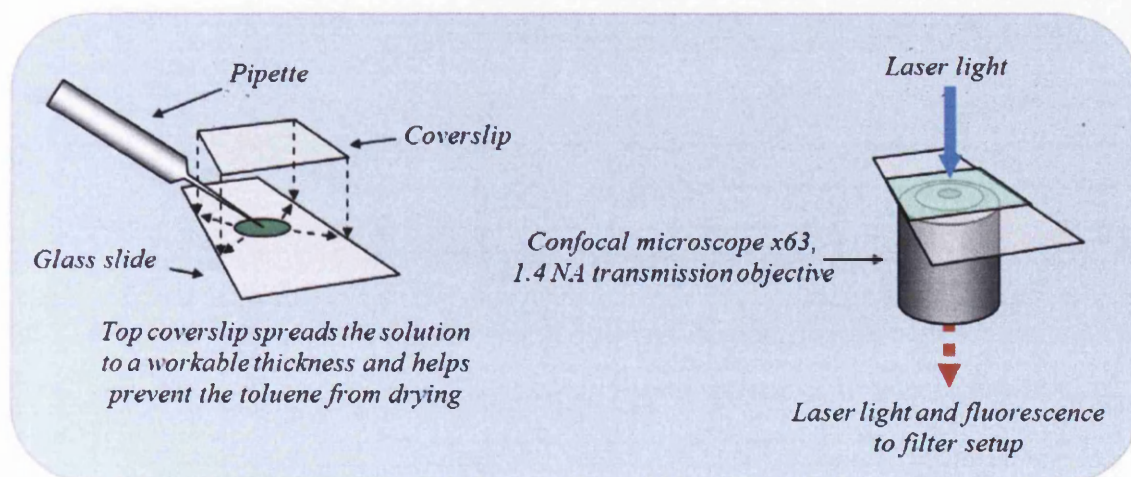 Pipette
Coverslip
Glass slide
Top coverslip spreads the solution
to a workable thickness and helps
prevent the toluene from drying
Laser light
Confocal microscope x63,
1.4 NA transmission objective
Laser light and fluorescence
to filter setup